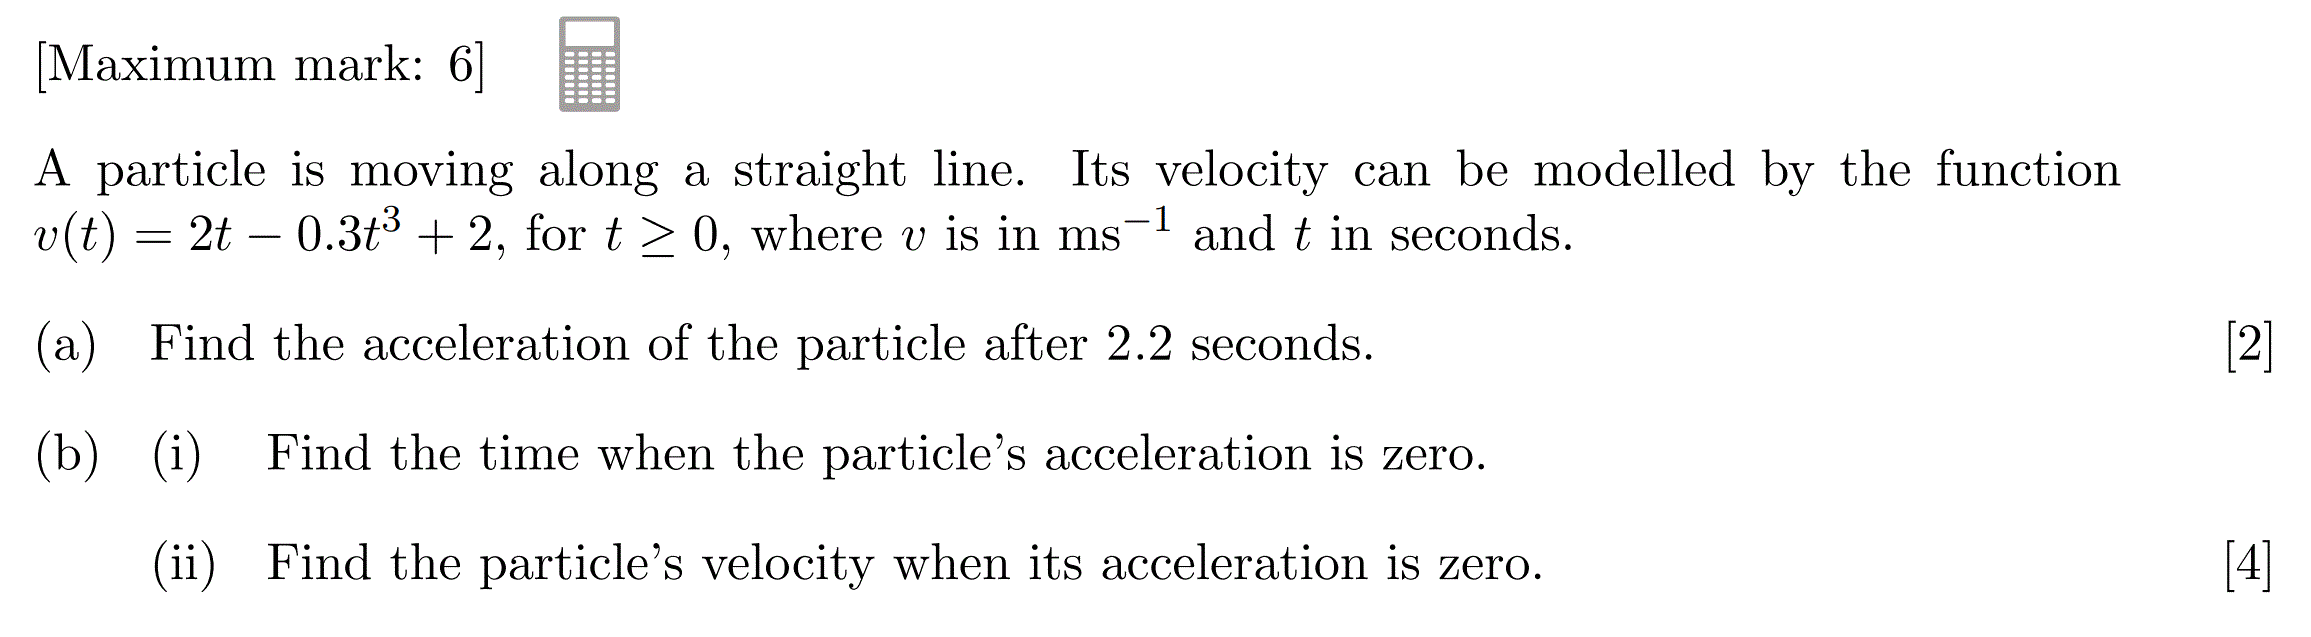 [Maximum mark: 6]
A particle is moving along a straight line. Its velocity can be modelled by the function
v(t) = 2t − 0.3t³ + 2, for t ≥ 0, where v is in ms⁻¹ and t in seconds.
(a) Find the acceleration of the particle after 2.2 seconds. [2]
(b) (i) Find the time when the particle's acceleration is zero.
(ii) Find the particle's velocity when its acceleration is zero. [4]